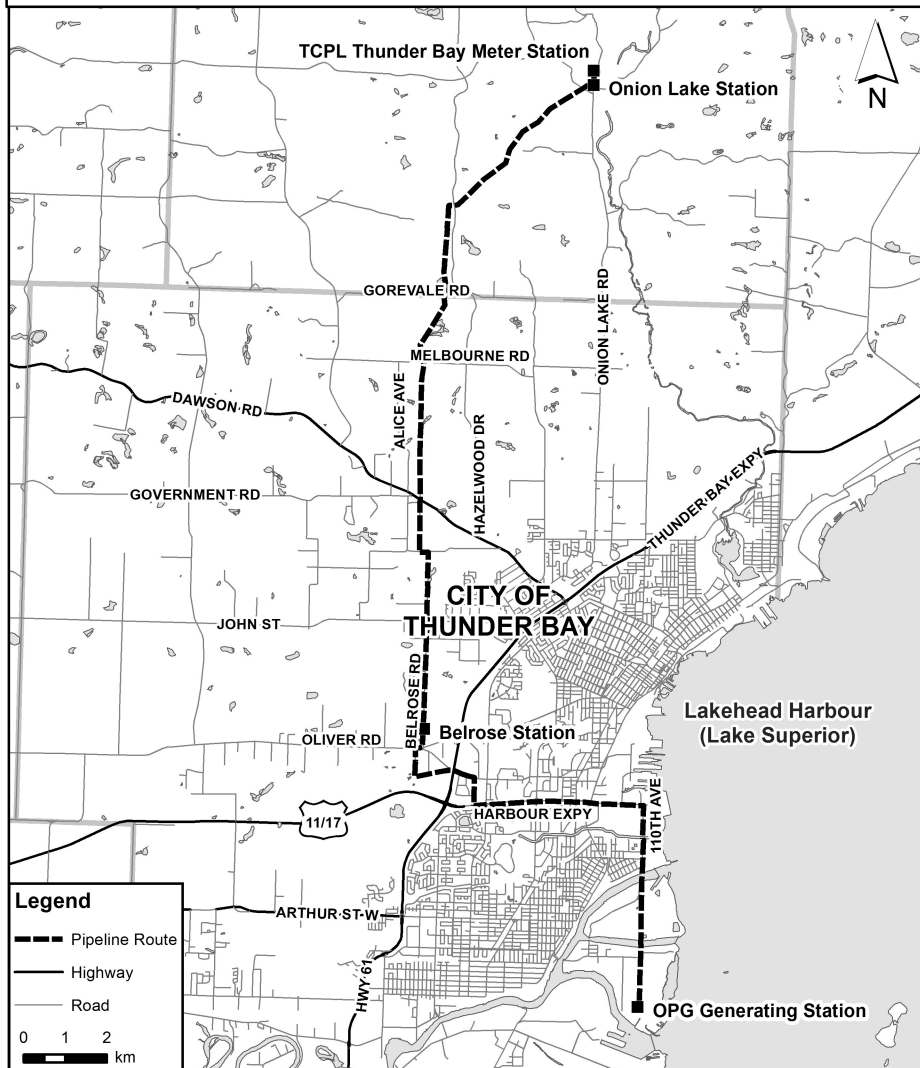 TCPL Thunder Bay Meter Station
Onion Lake Station
N
GOREVALE RD
MELBOURNE RD
ONION LAKE RD
ALICE AVE
DAWSON RD
HAZELWOOD DR
GOVERNMENT RD
THUNDER BAY EXPY
CITY OF
THUNDER BAY
JOHN ST
BELROSE RD
Lakehead Harbour
(Lake Superior)
OLIVER RD
Belrose Station
11/17
HARBOUR EXPY
110TH AVE
ARTHUR ST W
HWY 61
OPG Generating Station
Legend
Pipeline Route
Highway
Road
0 1 2
km